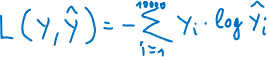 L(y,ŷ) = -∑_{i=1}^{10000} y_i · log ŷ_i